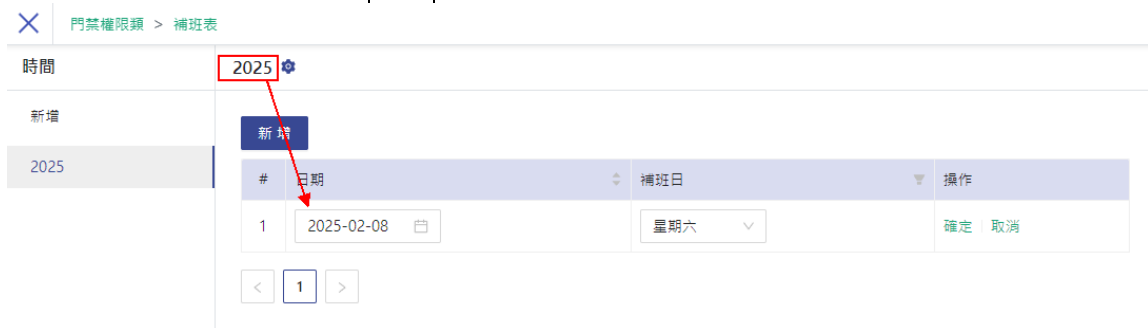 門禁權限類 > 補班表
時間
2025
新增
2025
新增
# 日期 補班日 操作
1 2025-02-08 星期六 確定 取消
< 1 >